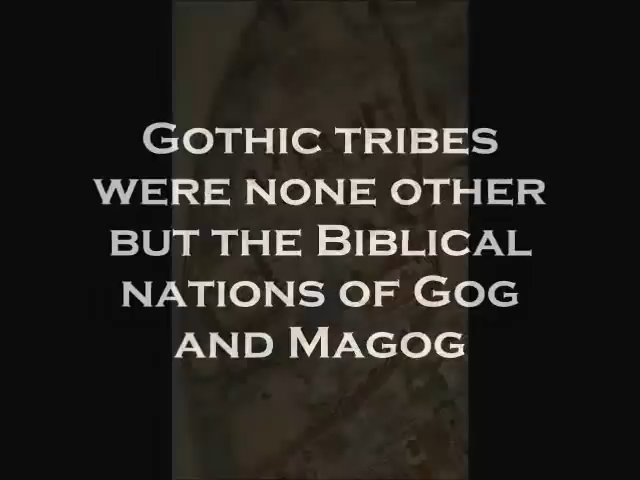 Gothic tribes
were none other
but the Biblical
nations of Gog
and Magog